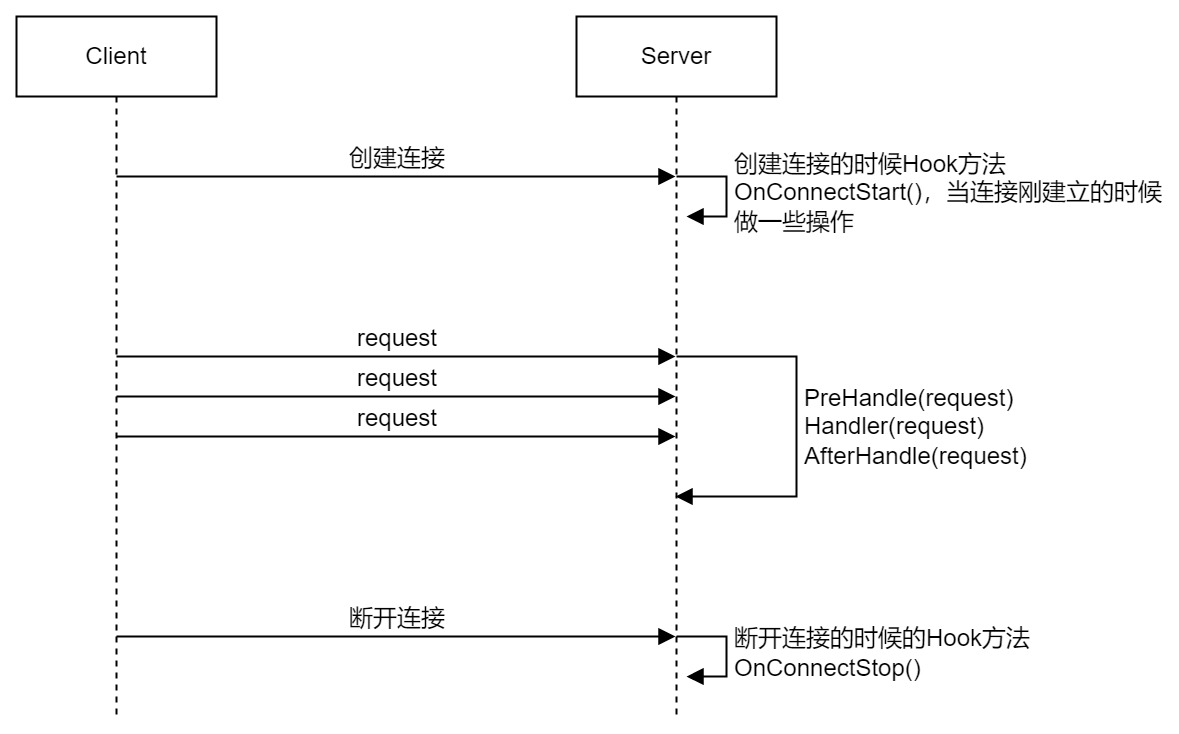 Client
Server
创建连接
创建连接的时候Hook方法
OnConnectStart()，当连接刚建立的时候
做一些操作
request
request
request
PreHandle(request)
Handler(request)
AfterHandle(request)
断开连接
断开连接的时候的Hook方法
OnConnectStop()